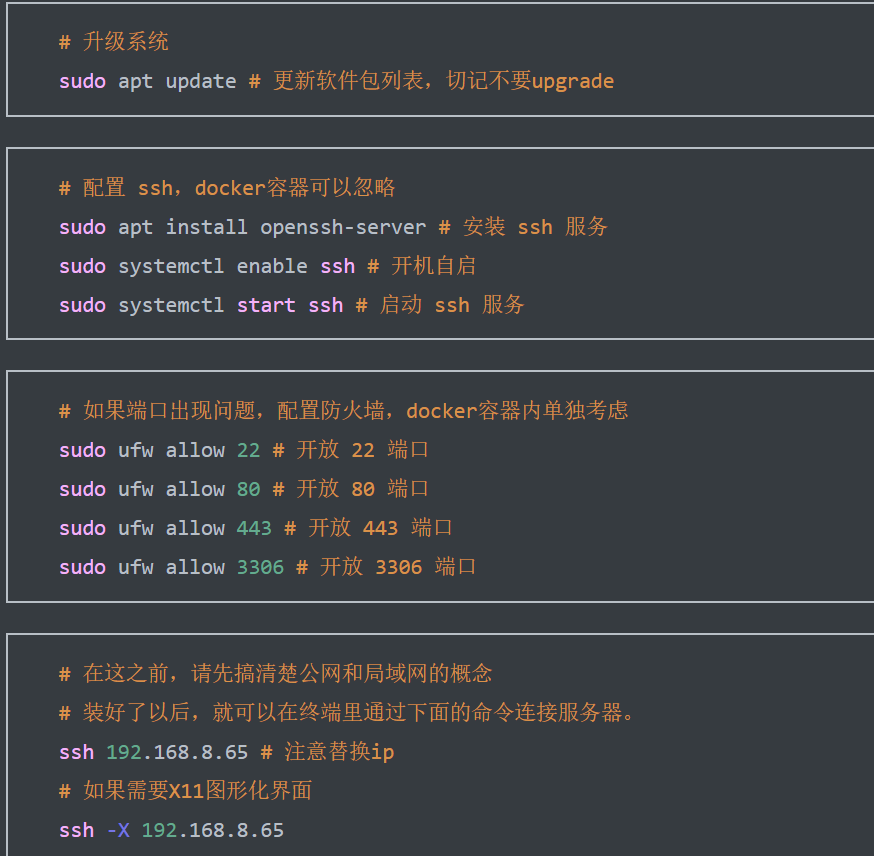 # 升级系统
sudo apt update # 更新软件包列表，切记不要upgrade
# 配置 ssh，docker容器可以忽略
sudo apt install openssh-server # 安装 ssh 服务
sudo systemctl enable ssh # 开机自启
sudo systemctl start ssh # 启动 ssh 服务
# 如果端口出现问题，配置防火墙，docker容器内单独考虑
sudo ufw allow 22 # 开放 22 端口
sudo ufw allow 80 # 开放 80 端口
sudo ufw allow 443 # 开放 443 端口
sudo ufw allow 3306 # 开放 3306 端口
# 在这之前，请先搞清楚公网和局域网的概念
# 装好了以后，就可以在终端里通过下面的命令连接服务器。
ssh 192.168.8.65 # 注意替换ip
# 如果需要X11图形化界面
ssh -X 192.168.8.65